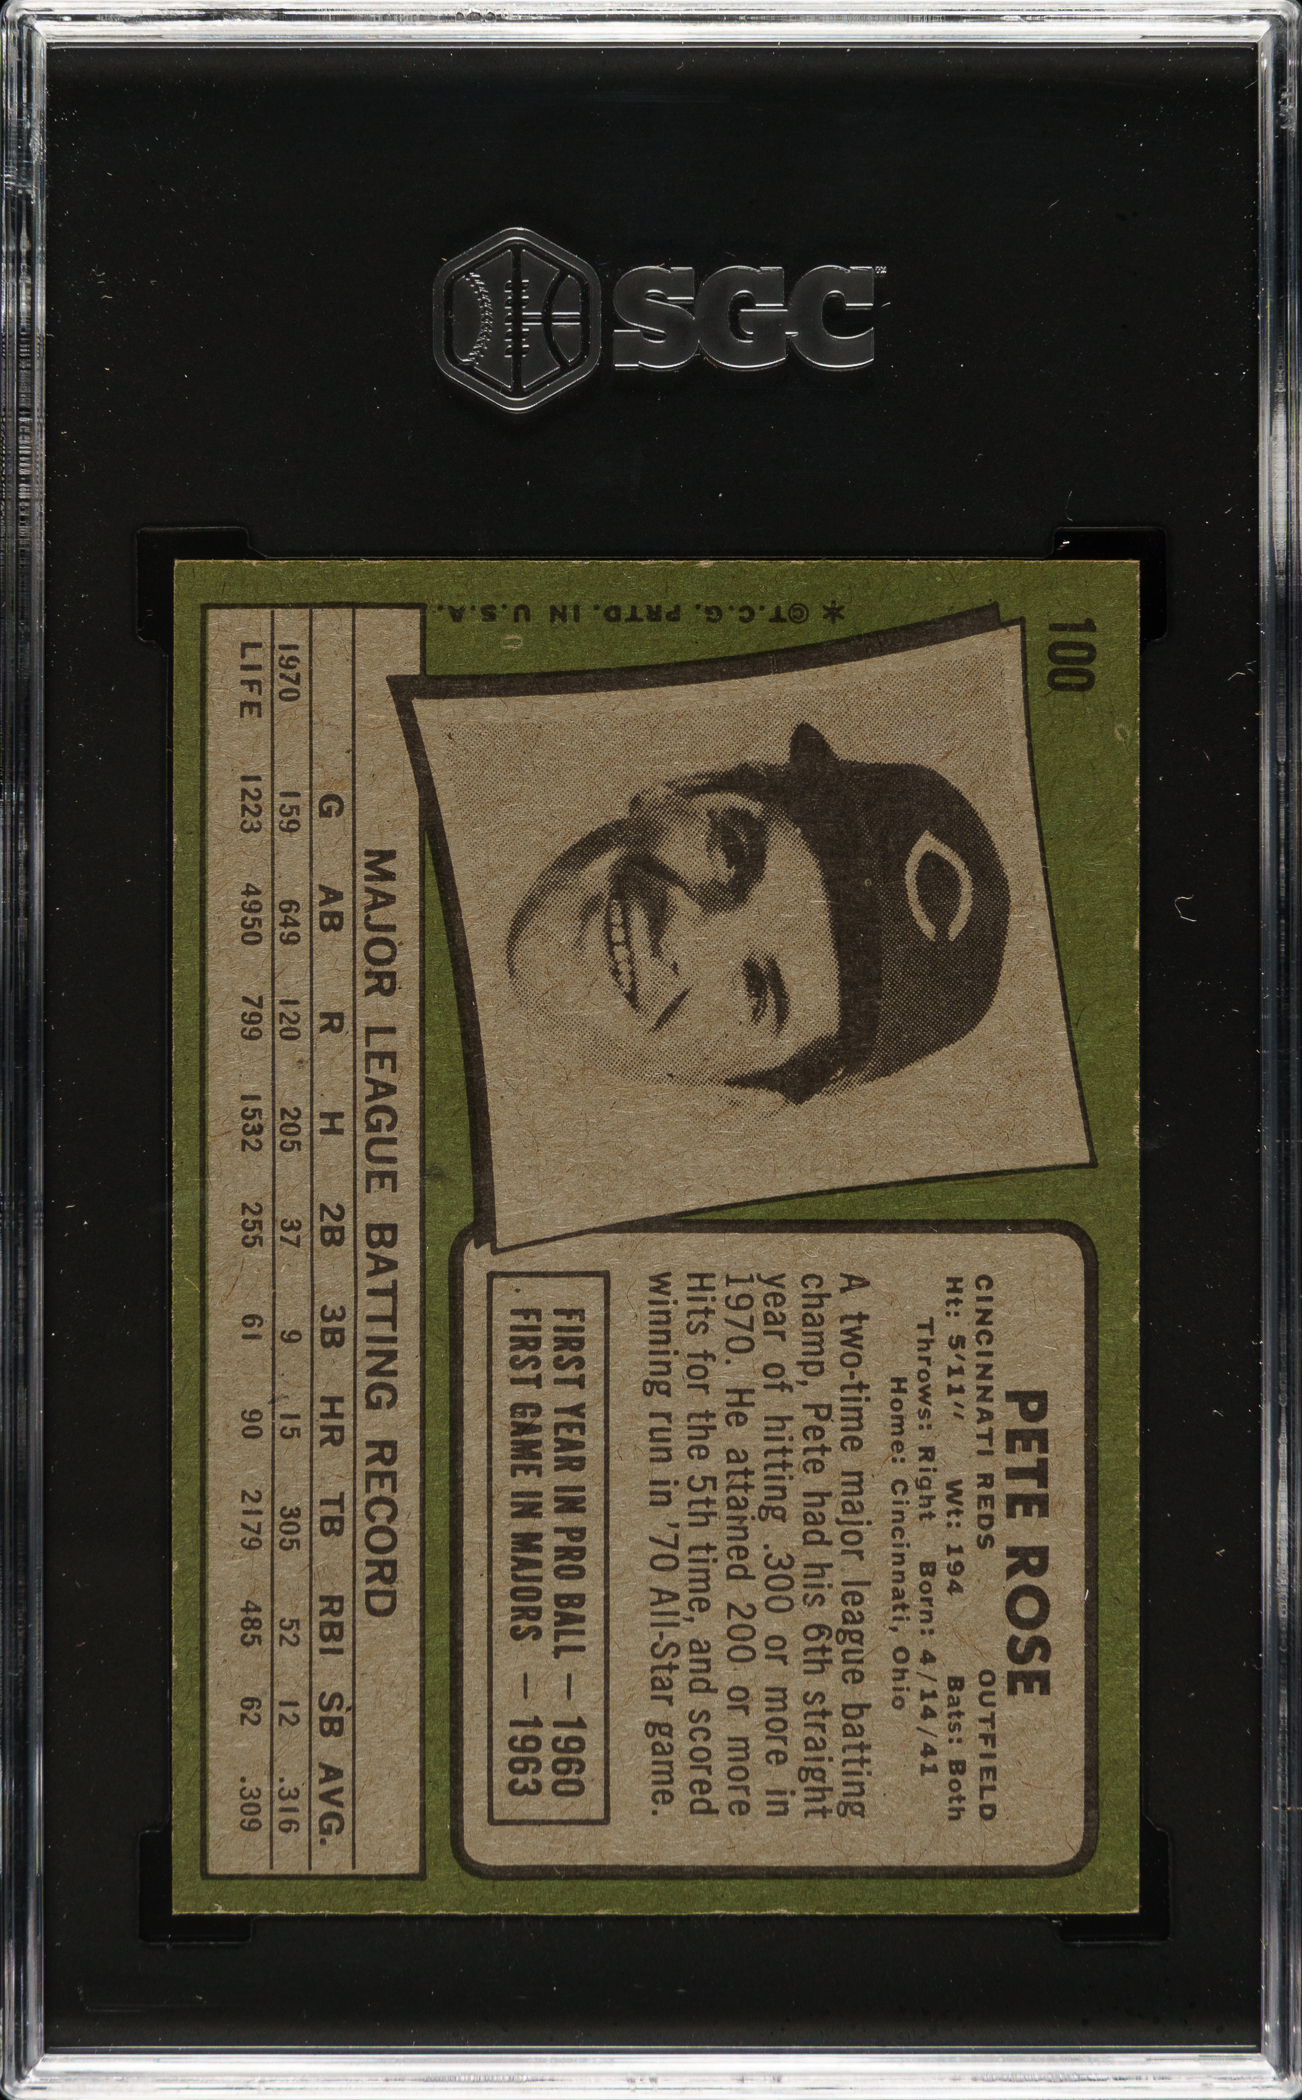 SGC
TM
100
* ©T.C.G. PRTD. IN U.S.A.
C
PETE ROSE
CINCINNATI REDS OUTFIELD
Ht: 5'11" Wt: 194 Bats: Both
Throws: Right Born: 4/14/41
Home: Cincinnati, Ohio
A two-time major league batting
champ, Pete had his 6th straight
year of hitting .300 or more in
1970. He attained 200 or more
Hits for the 5th time, and scored
winning run in '70 All-Star game.
FIRST YEAR IN PRO BALL — 1960
FIRST GAME IN MAJORS — 1963
MAJOR LEAGUE BATTING RECORD
G AB R H 2B 3B HR TB RBI SB AVG.
1970 159 649 120 205 37 9 15 305 52 12 .316
LIFE 1223 4950 799 1532 255 61 90 2179 485 62 .309